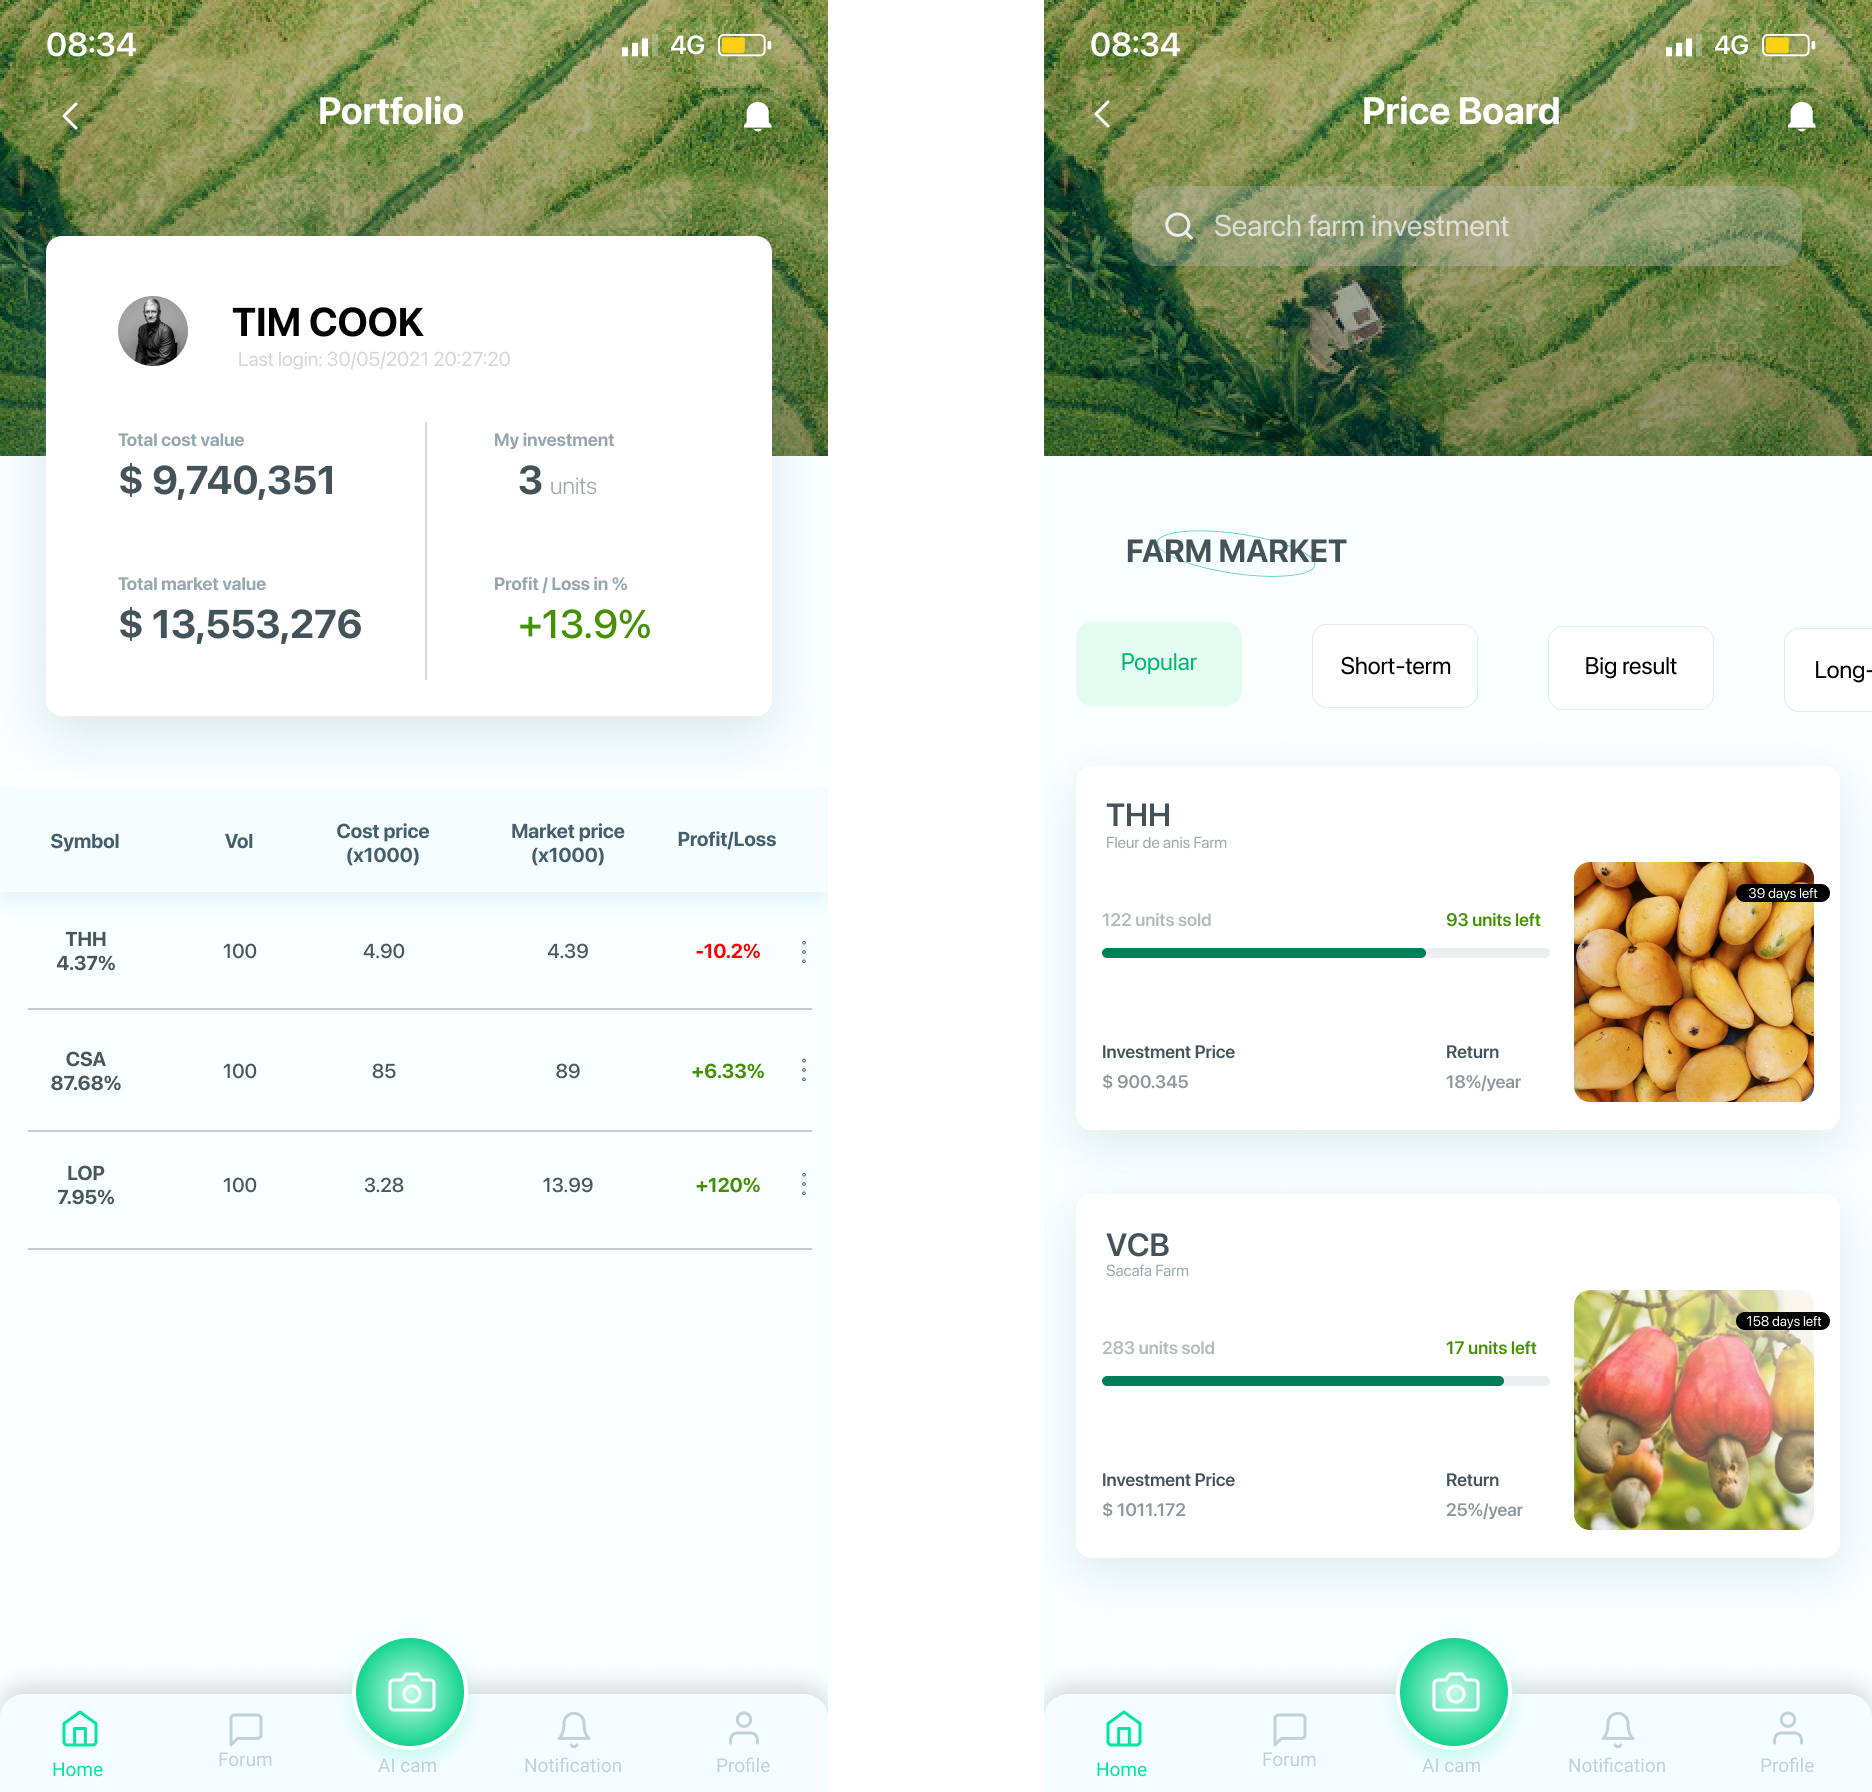 08:34
4G
Portfolio
TIM COOK
Last login: 30/05/2021 20:27:20
Total cost value
$ 9,740,351
My investment
3 units
Total market value
$ 13,553,276
Profit / Loss in %
+13.9%
Symbol
Vol
Cost price
(x1000)
Market price
(x1000)
Profit/Loss
THH
4.37%
100
4.90
4.39
-10.2%
CSA
87.68%
100
85
89
+6.33%
LOP
7.95%
100
3.28
13.99
+120%
Home
Forum
AI cam
Notification
Profile
08:34
4G
Price Board
Search farm investment
FARM MARKET
Popular
Short-term
Big result
Long-
THH
Fleur de anis Farm
39 days left
122 units sold
93 units left
Investment Price
Return
$ 900.345
18%/year
VCB
Sacafa Farm
158 days left
283 units sold
17 units left
Investment Price
Return
$ 1011.172
25%/year
Home
Forum
AI cam
Notification
Profile